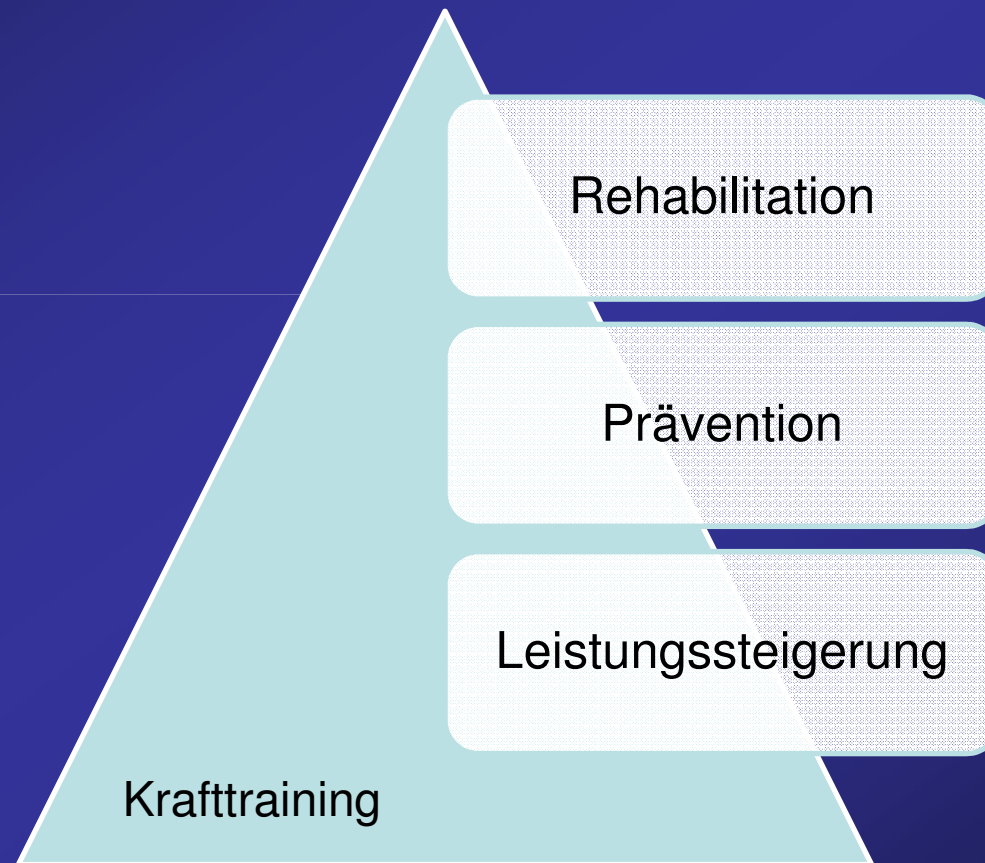 Rehabilitation
Prävention
Leistungssteigerung
Krafttraining